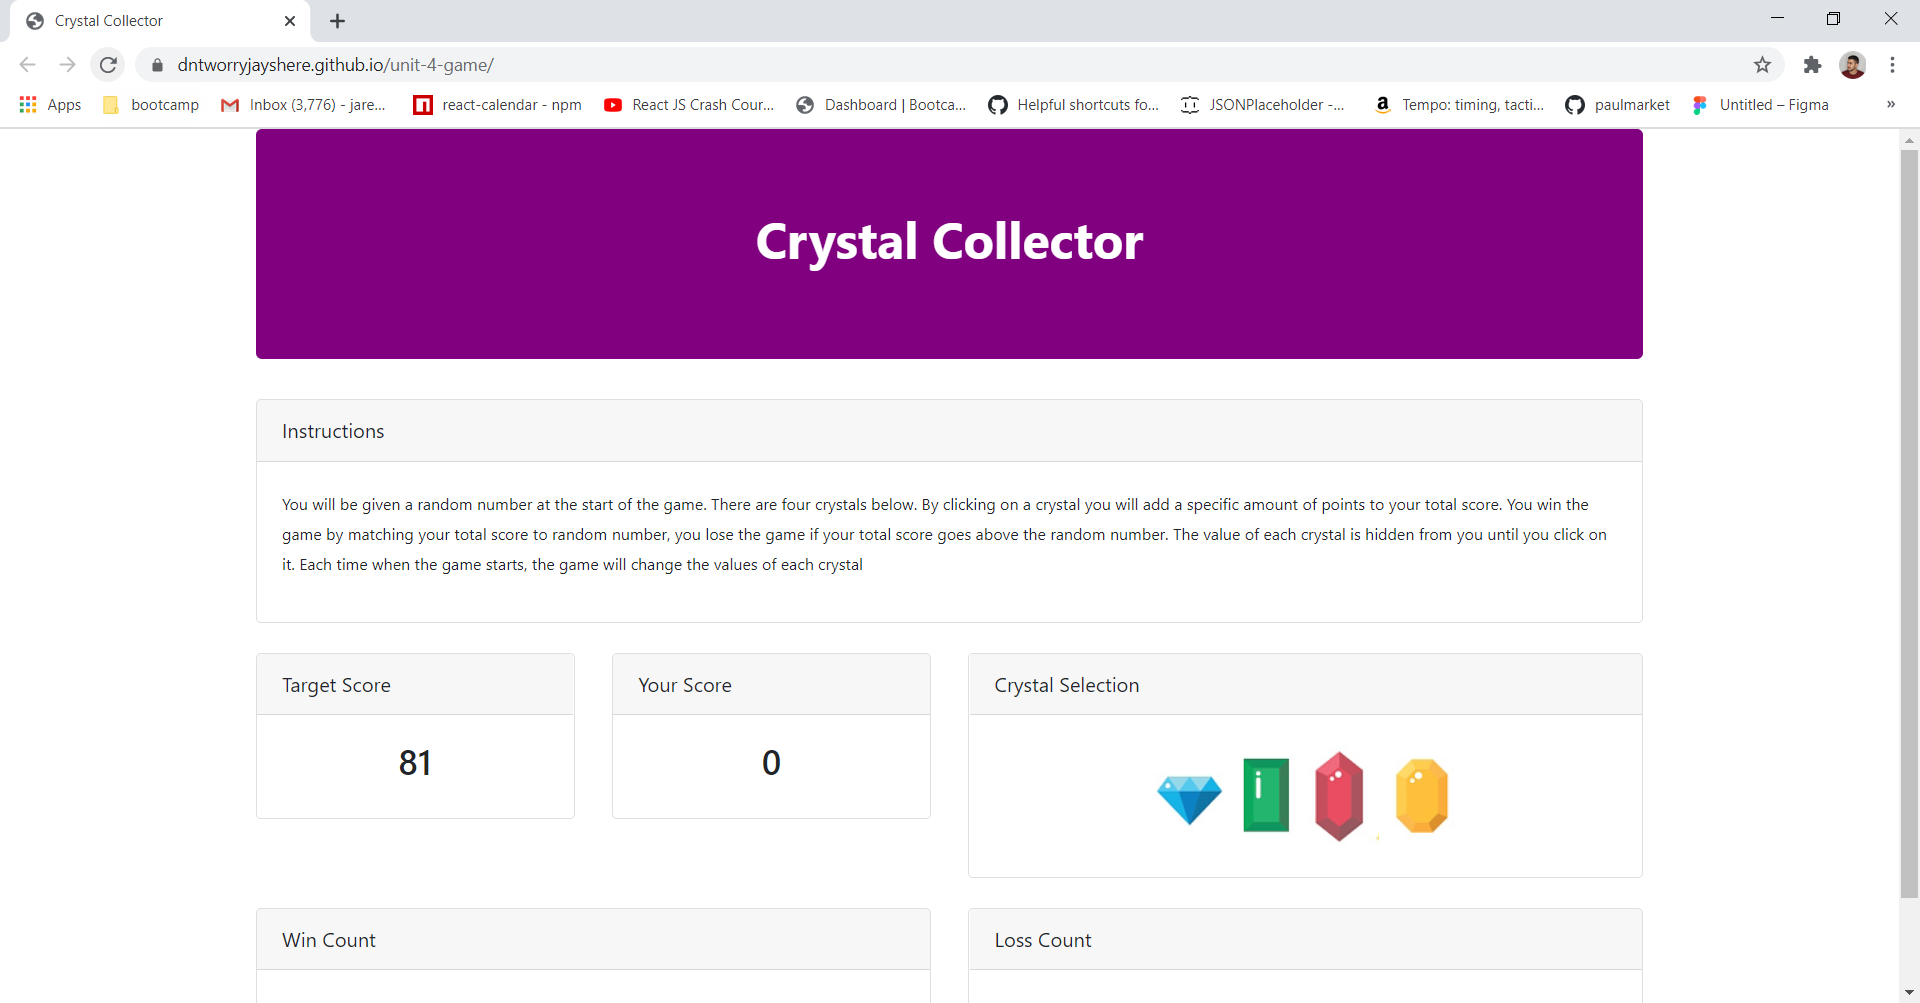 Crystal Collector
dntworryjayshere.github.io/unit-4-game/
Apps bootcamp Inbox (3,776) - jare... react-calendar - npm React JS Crash Cour... Dashboard | Bootca... Helpful shortcuts fo... JSONPlaceholder -... Tempo: timing, tacti... paulmarket Untitled – Figma »
Crystal Collector
Instructions
You will be given a random number at the start of the game. There are four crystals below. By clicking on a crystal you will add a specific amount of points to your total score. You win the
game by matching your total score to random number, you lose the game if your total score goes above the random number. The value of each crystal is hidden from you until you click on
it. Each time when the game starts, the game will change the values of each crystal
Target Score
81
Your Score
0
Crystal Selection
Win Count
Loss Count